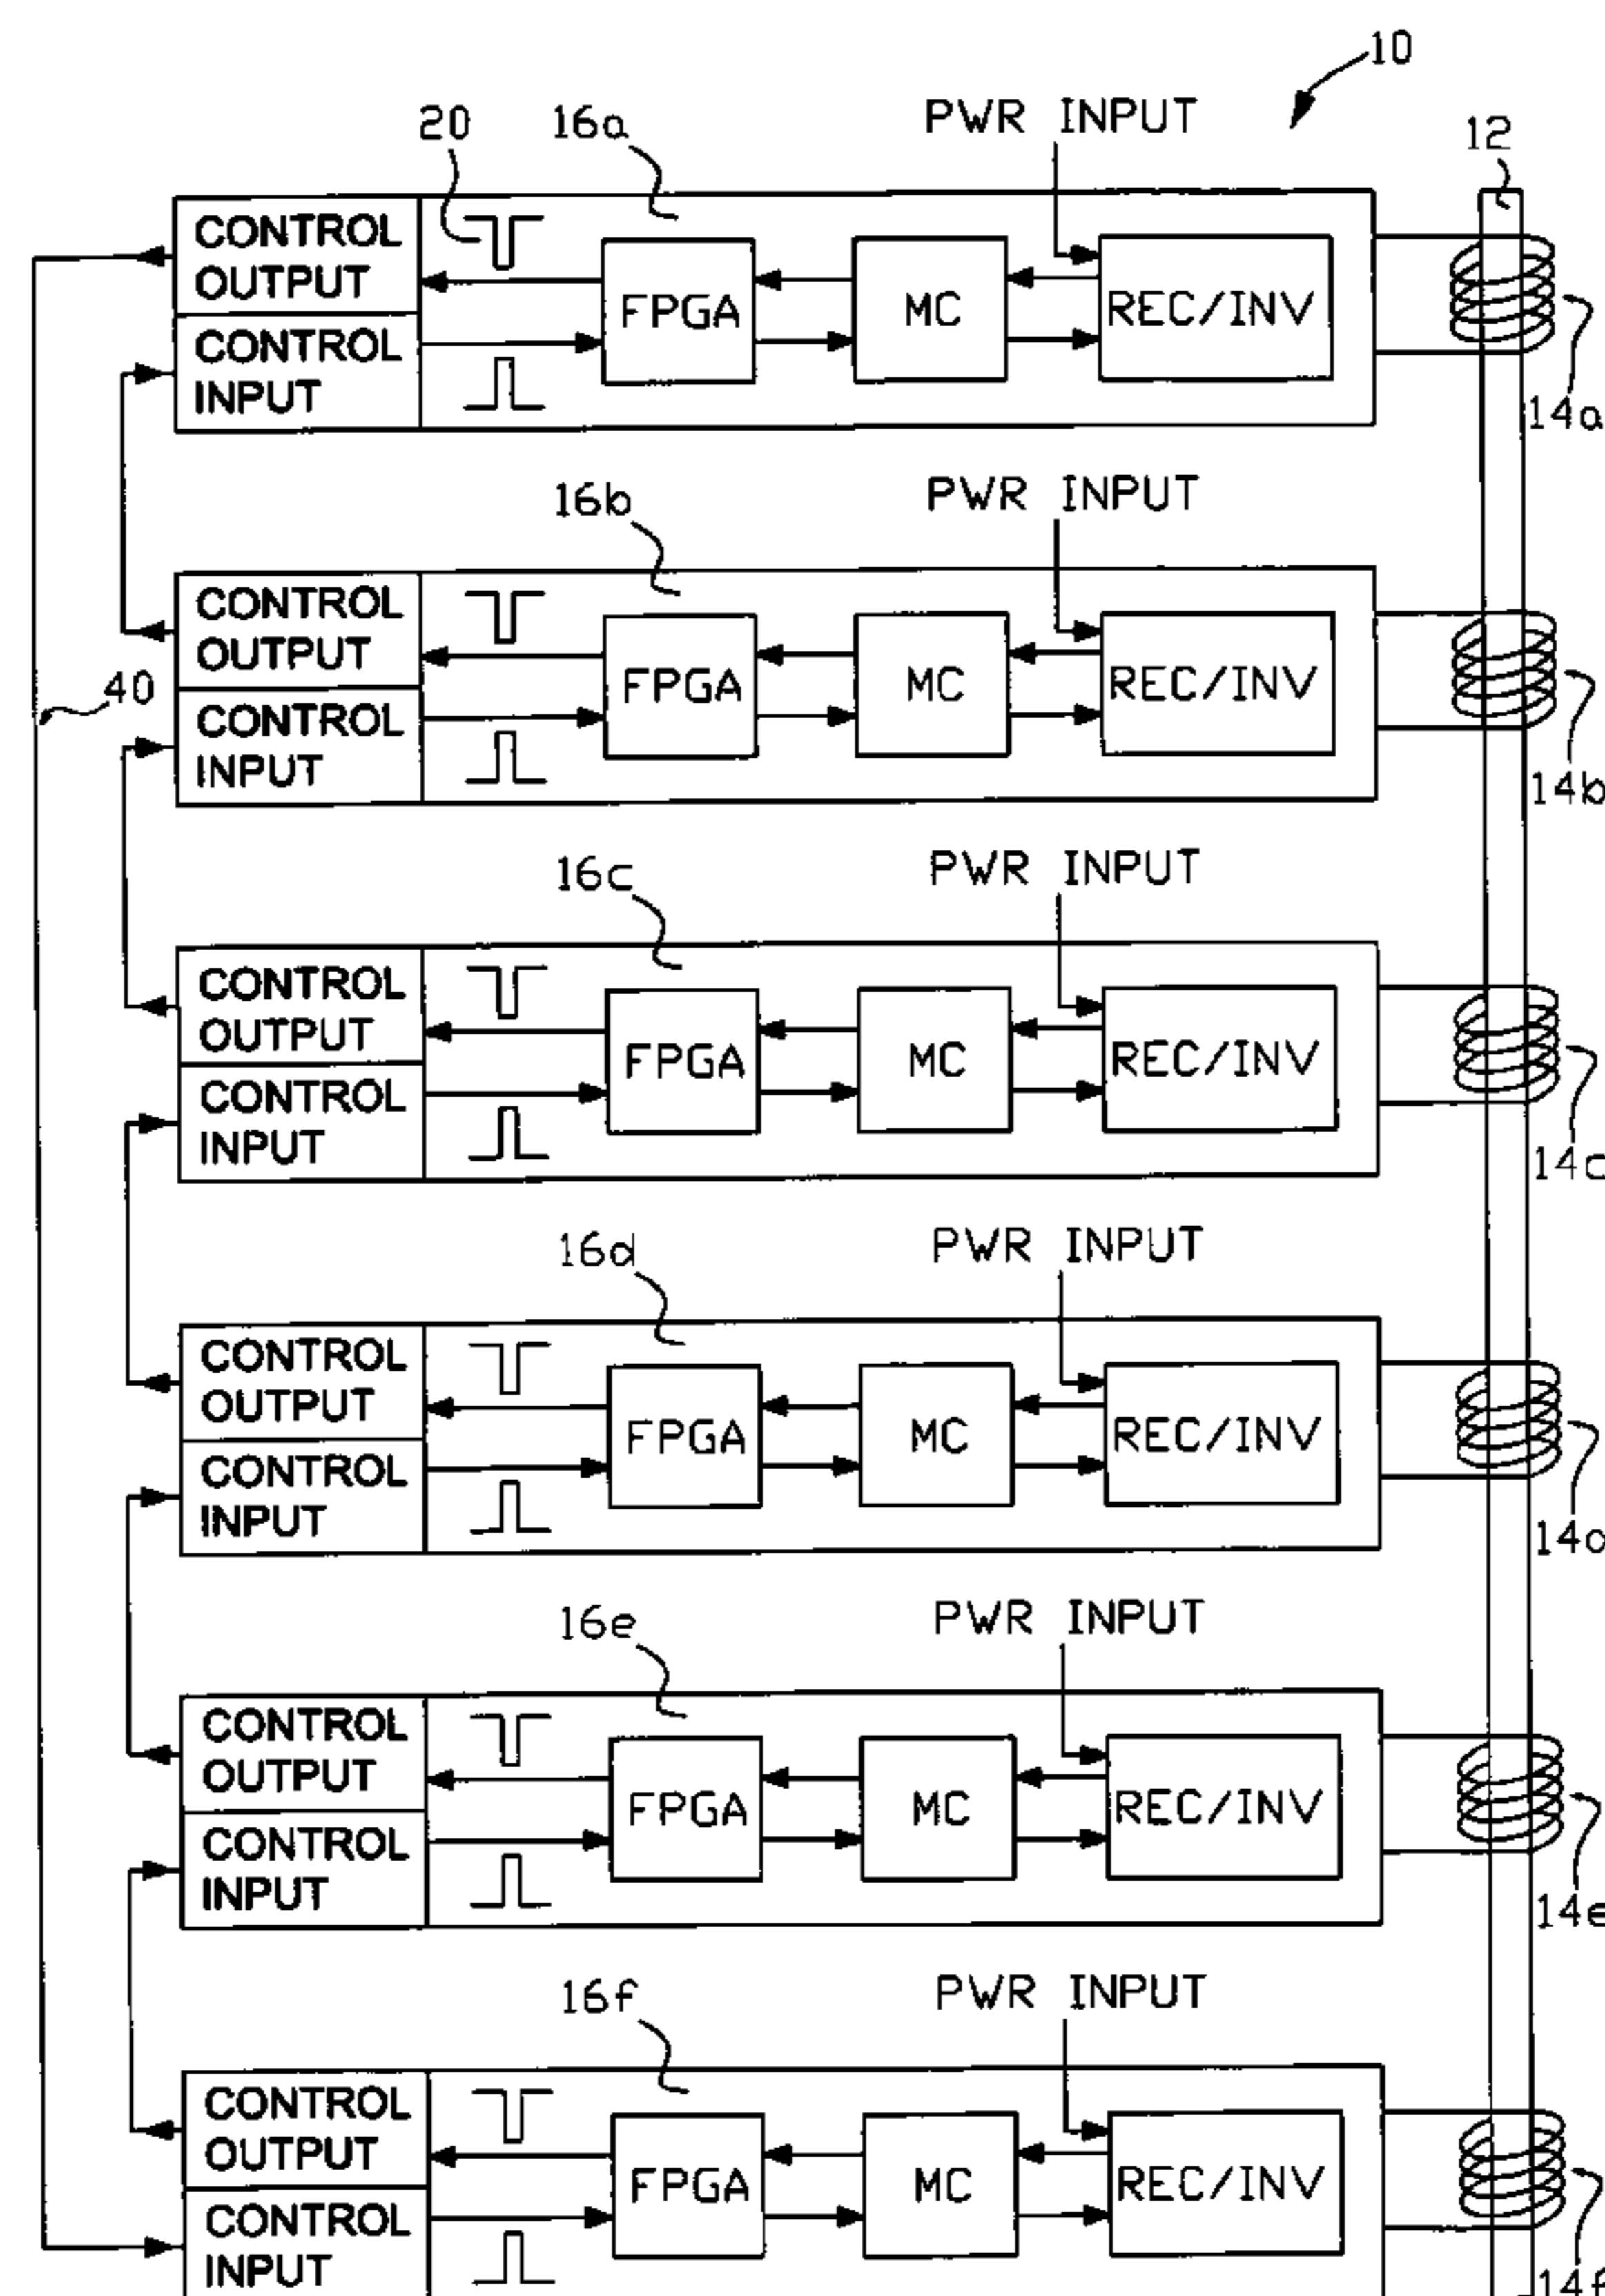 10
20
16a
PWR INPUT
12
CONTROL
OUTPUT
CONTROL
INPUT
FPGA
MC
REC/INV
14a
16b
PWR INPUT
CONTROL
OUTPUT
CONTROL
INPUT
FPGA
MC
REC/INV
40
14b
16c
PWR INPUT
CONTROL
OUTPUT
CONTROL
INPUT
FPGA
MC
REC/INV
14c
16d
PWR INPUT
CONTROL
OUTPUT
CONTROL
INPUT
FPGA
MC
REC/INV
16e
PWR INPUT
CONTROL
OUTPUT
CONTROL
INPUT
FPGA
MC
REC/INV
14e
16f
PWR INPUT
CONTROL
OUTPUT
CONTROL
INPUT
FPGA
MC
REC/INV
14f